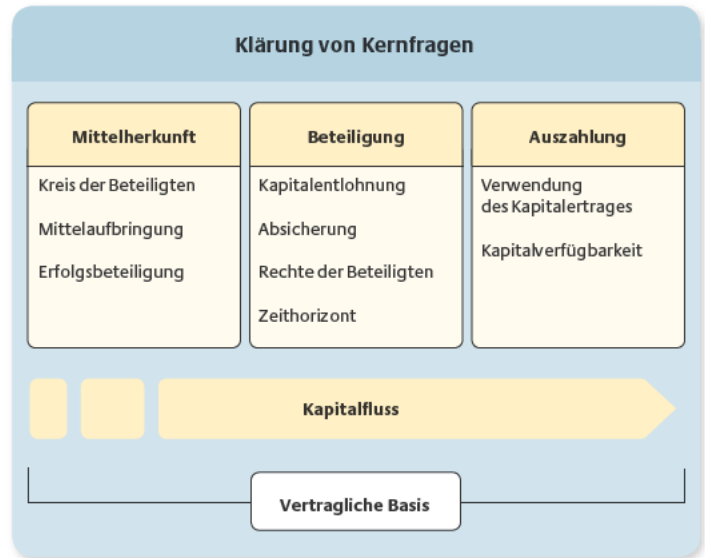 Klärung von Kernfragen
Mittelherkunft
Kreis der Beteiligten
Mittelaufbringung
Erfolgsbeteiligung
Beteiligung
Kapitalentlohnung
Absicherung
Rechte der Beteiligten
Zeithorizont
Auszahlung
Verwendung
des Kapitalertrages
Kapitalverfügbarkeit
Kapitalfluss
Vertragliche Basis